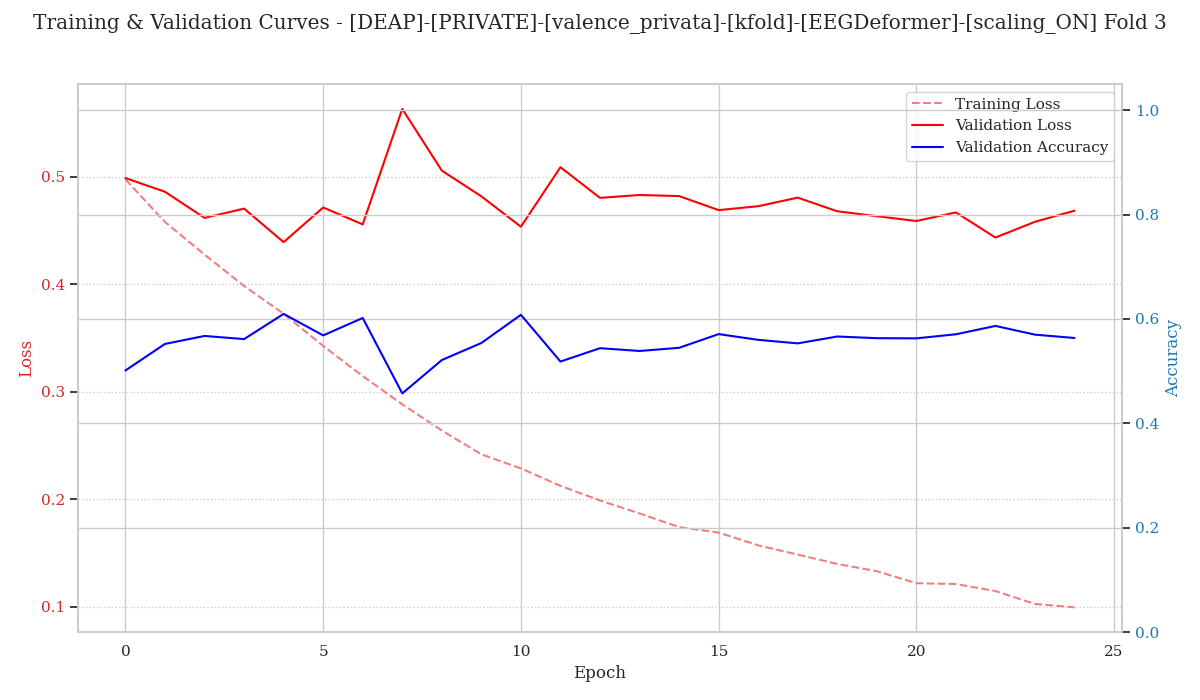 Training & Validation Curves - [DEAP]-[PRIVATE]-[valence_privata]-[kfold]-[EEGDeformer]-[scaling_ON] Fold 3
Training Loss
Validation Loss
Validation Accuracy
Loss
0.5
0.4
0.3
0.2
0.1
1.0
0.8
0.6
0.4
0.2
0.0
Accuracy
0
5
10
15
20
25
Epoch